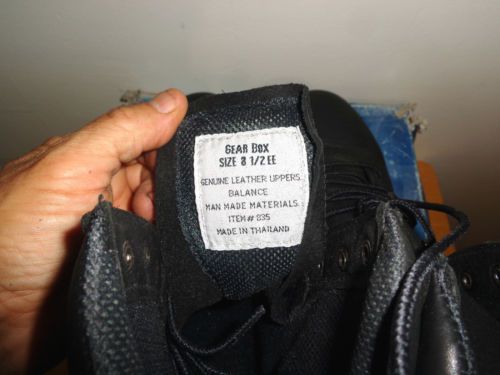 GEAR BOX
SIZE 8 1/2 EE
GENUINE LEATHER UPPERS
BALANCE
MAN MADE MATERIALS
ITEM# 835
MADE IN THAILAND